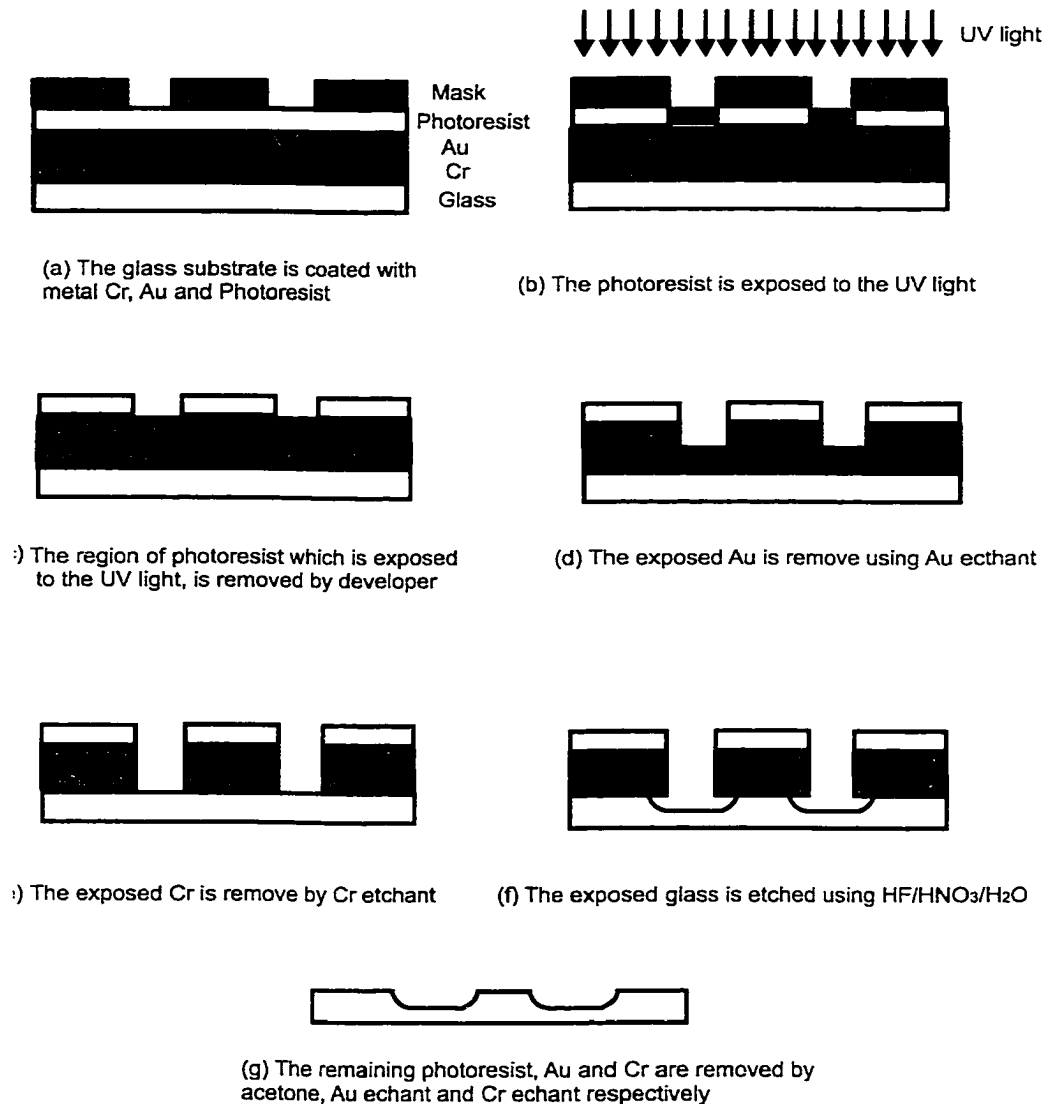 UV light
Mask
Photoresist
Au
Cr
Glass
(a) The glass substrate is coated with
metal Cr, Au and Photoresist
(b) The photoresist is exposed to the UV light
:) The region of photoresist which is exposed
to the UV light, is removed by developer
(d) The exposed Au is remove using Au ecthant
:) The exposed Cr is remove by Cr etchant
(f) The exposed glass is etched using HF/HNO3/H2O
(g) The remaining photoresist, Au and Cr are removed by
acetone, Au echant and Cr echant respectively